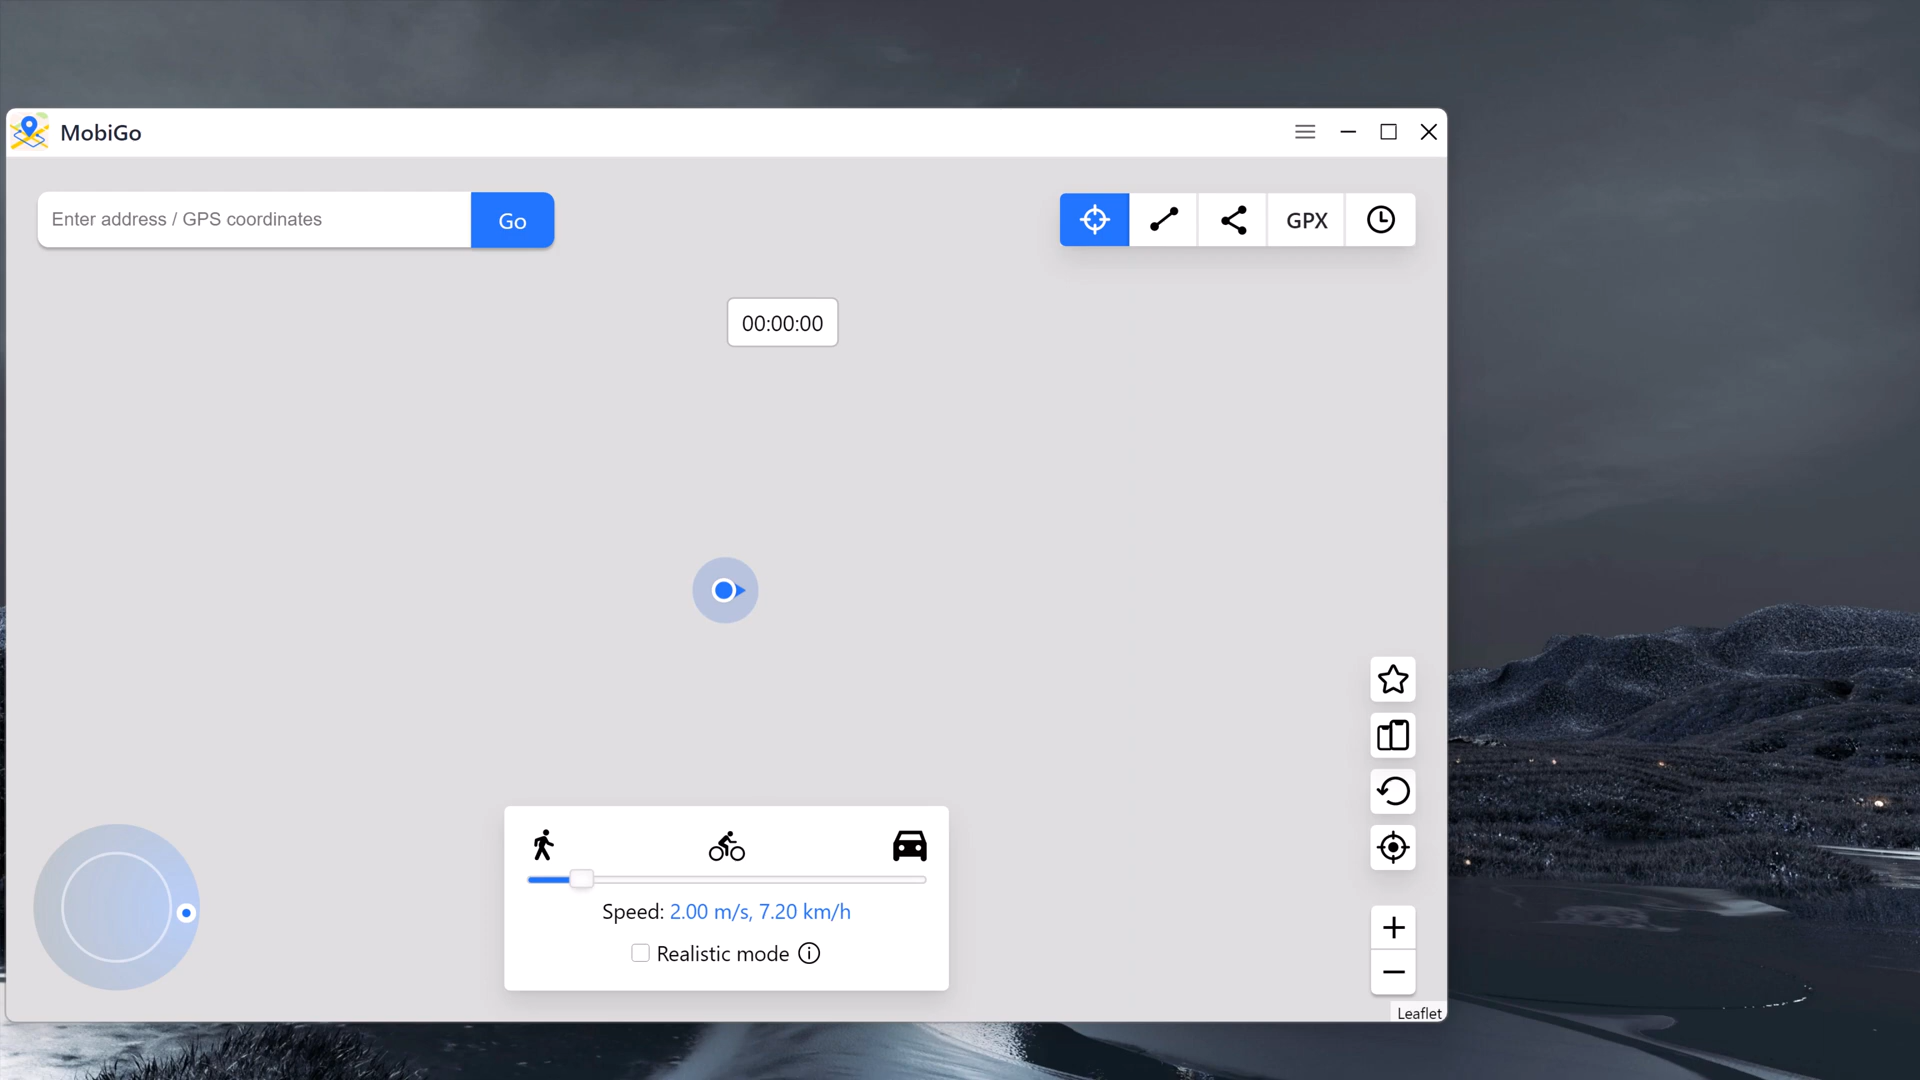 MobiGo
Enter address / GPS coordinates
Go
GPX
00:00:00
Speed: 2.00 m/s, 7.20 km/h
Realistic mode
Leaflet